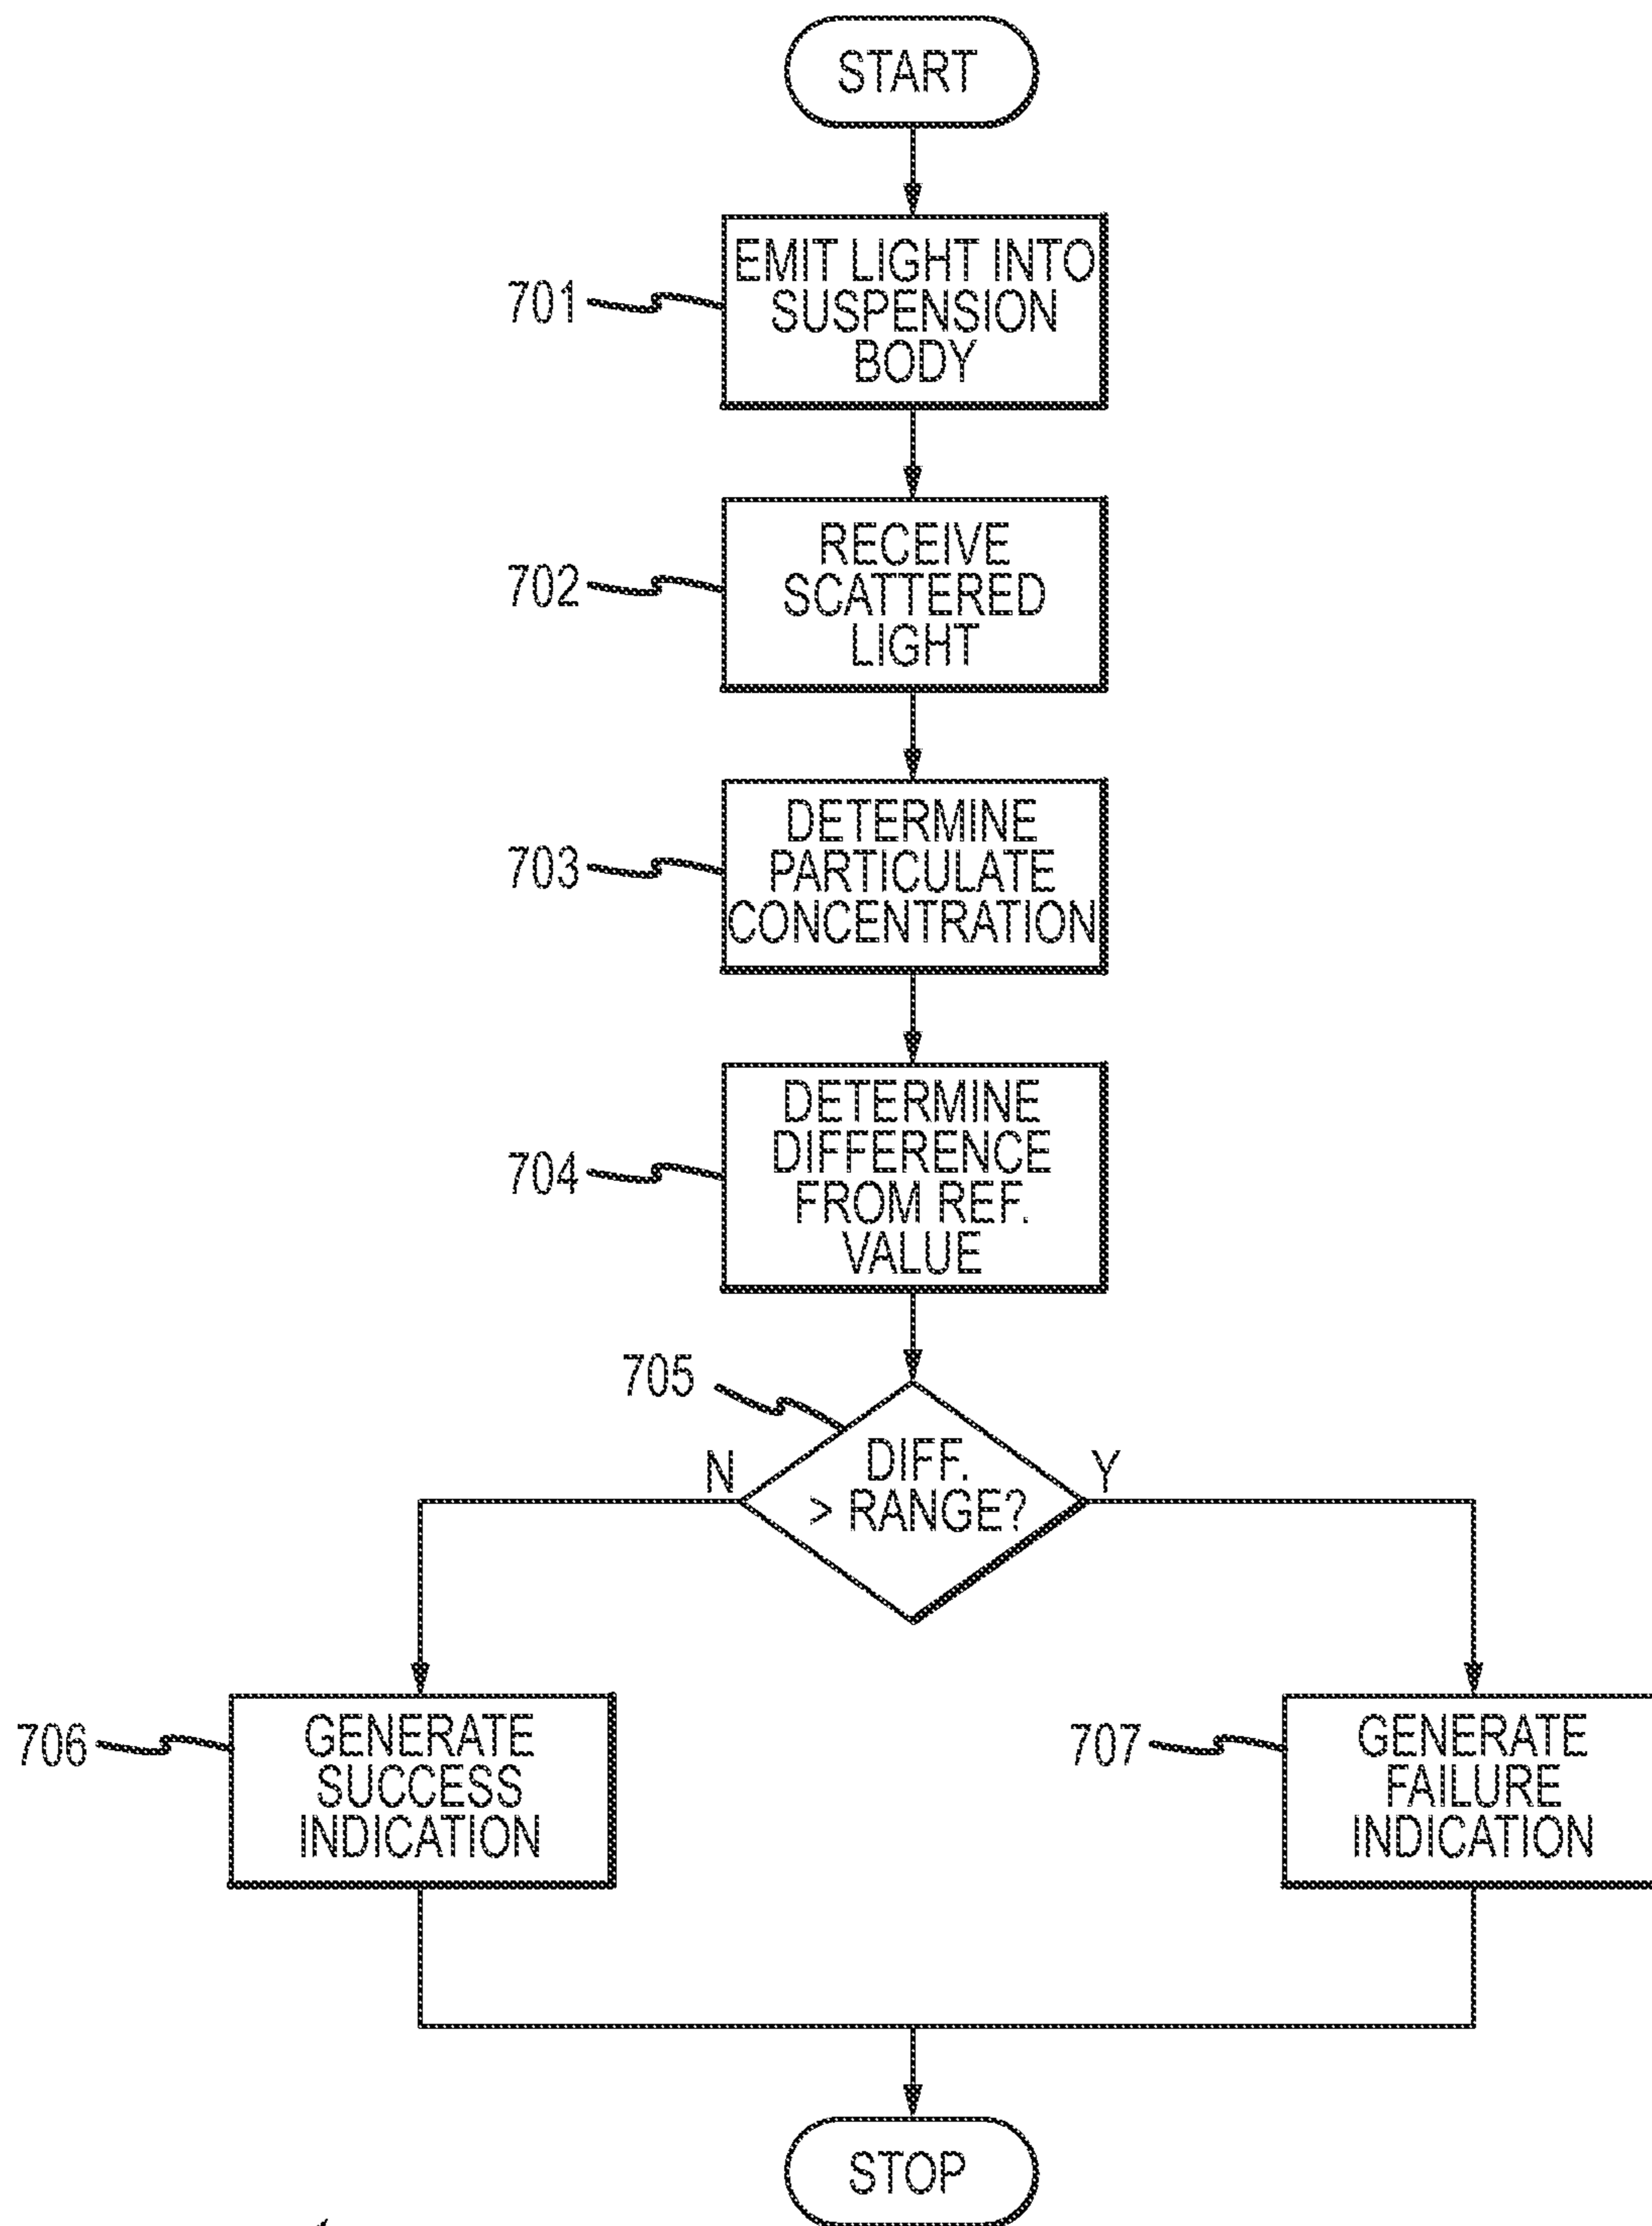 START
701
EMIT LIGHT INTO
SUSPENSION
BODY
702
RECEIVE
SCATTERED
LIGHT
703
DETERMINE
PARTICULATE
CONCENTRATION
704
DETERMINE
DIFFERENCE
FROM REF.
VALUE
705
N
DIFF.
> RANGE?
Y
706
GENERATE
SUCCESS
INDICATION
707
GENERATE
FAILURE
INDICATION
STOP